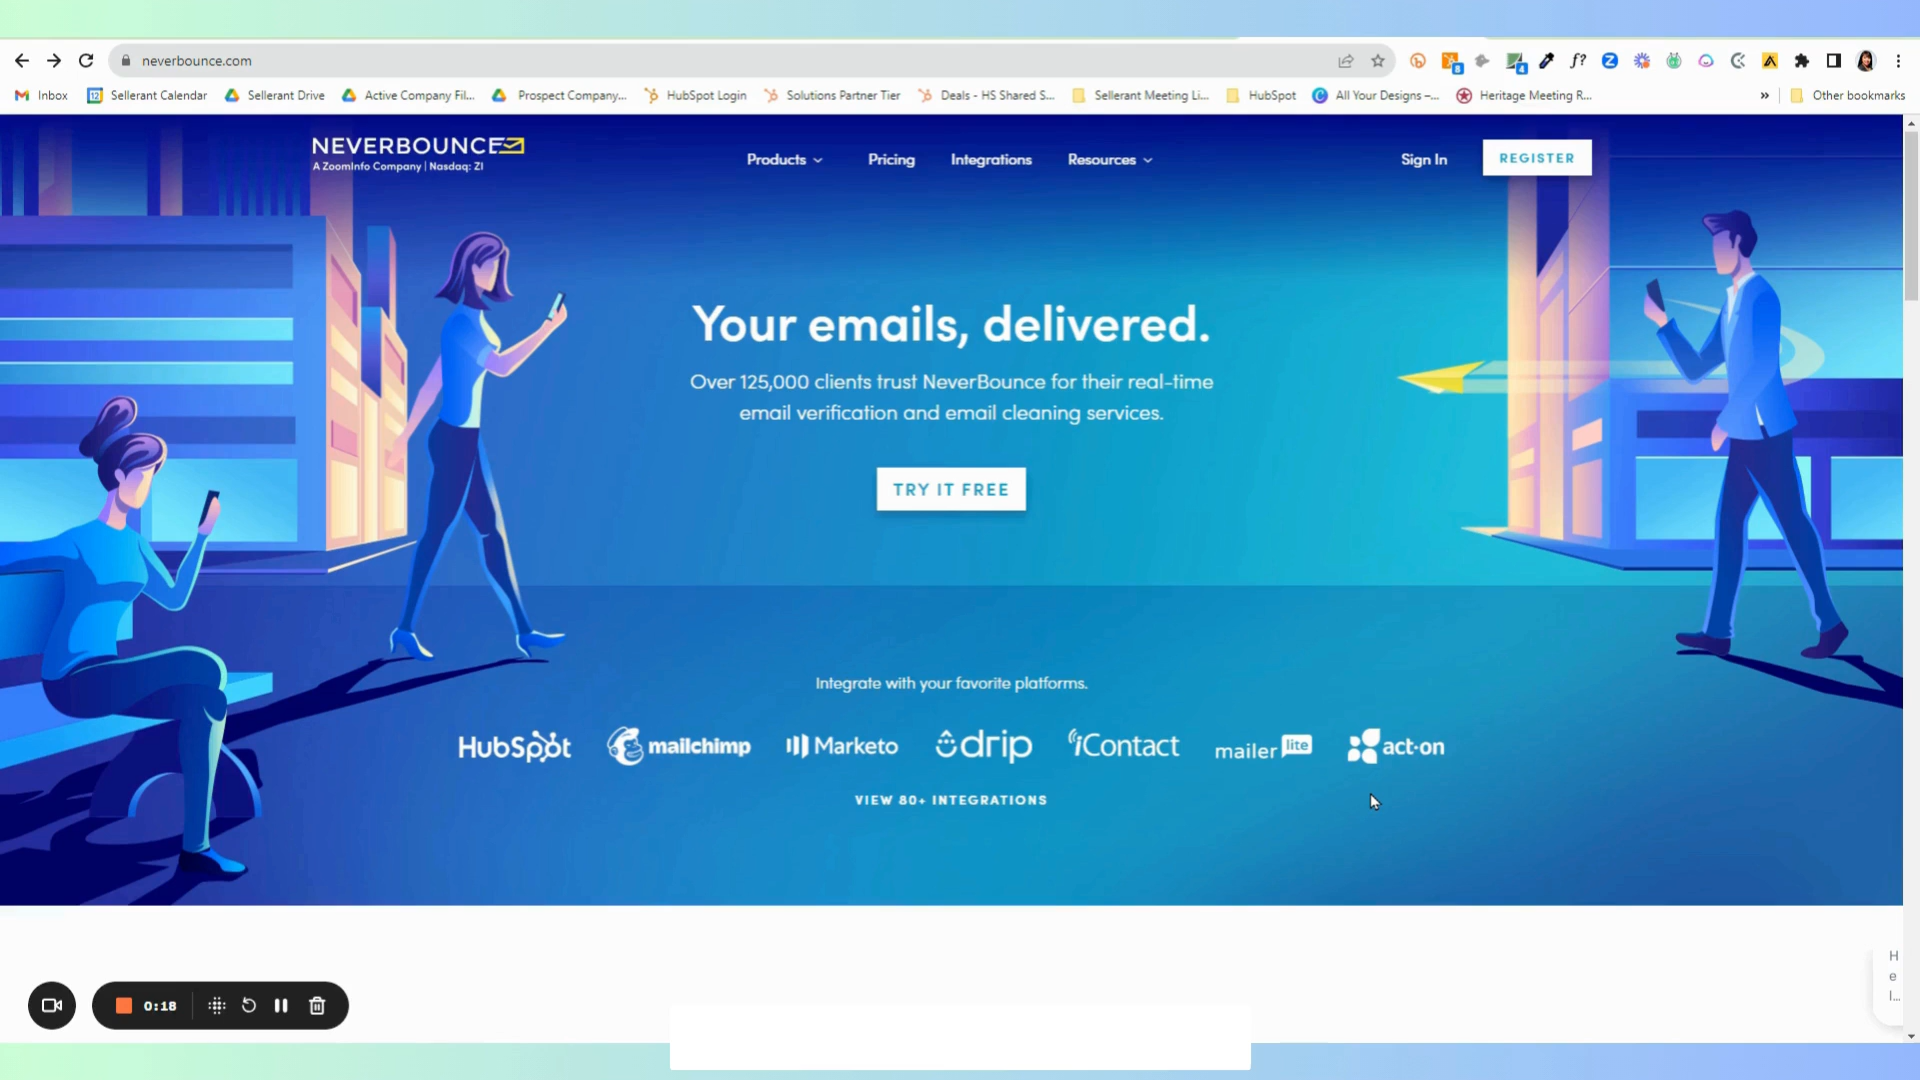 neverbounce.com
8
4
f?
Inbox
12
Sellerant Calendar
Sellerant Drive
Active Company Fil...
Prospect Company...
HubSpot Login
Solutions Partner Tier
Deals - HS Shared S...
Sellerant Meeting Li...
HubSpot
All Your Designs –...
Heritage Meeting R...
»
Other bookmarks
NEVERBOUNCE
A ZoomInfo Company | Nasdaq: ZI
Products
Pricing
Integrations
Resources
Sign In
REGISTER
Your emails, delivered.
Over 125,000 clients trust NeverBounce for their real-time
email verification and email cleaning services.
TRY IT FREE
Integrate with your favorite platforms.
HubSpot
mailchimp
Marketo
drip
iContact
mailer lite
act-on
VIEW 80+ INTEGRATIONS
H
e
l...
0:18